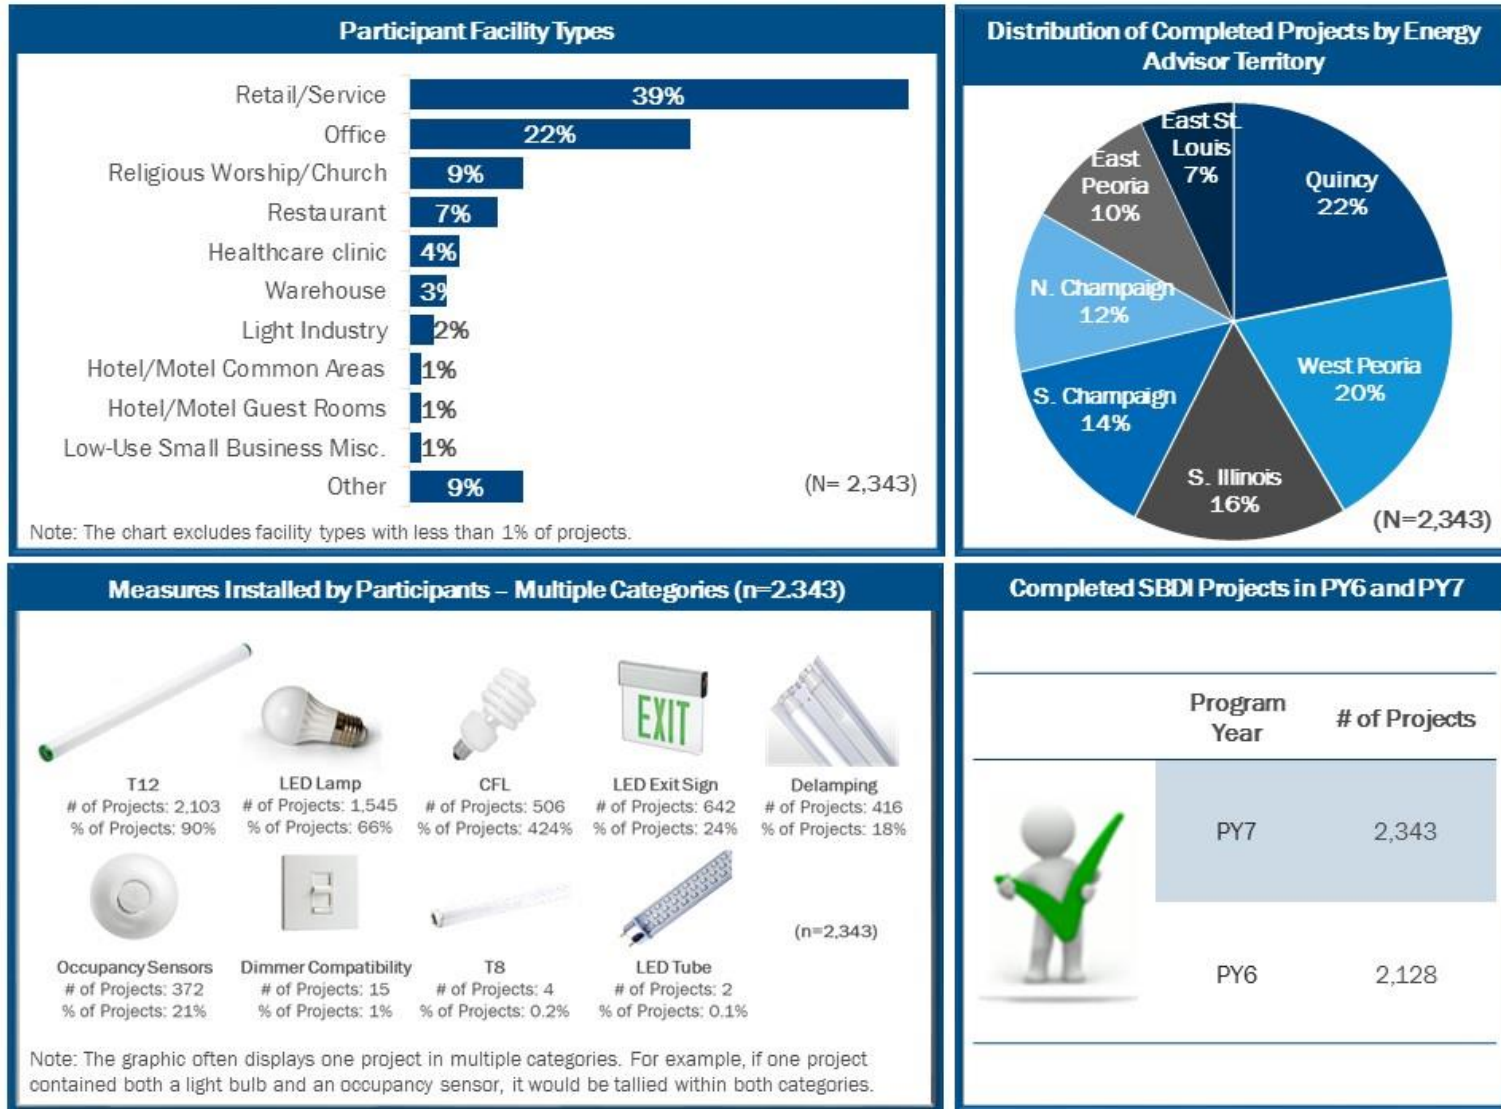 Participant Facility Types
Retail/Service 39%
Office 22%
Religious Worship/Church 9%
Restaurant 7%
Healthcare clinic 4%
Warehouse 3%
Light Industry 2%
Hotel/Motel Common Areas 1%
Hotel/Motel Guest Rooms 1%
Low-Use Small Business Misc. 1%
Other 9%
(N= 2,343)
Note: The chart excludes facility types with less than 1% of projects.
Distribution of Completed Projects by Energy
Advisor Territory
East St.
Louis
7%
Quincy
22%
West Peoria
20%
S. Illinois
16%
S. Champaign
14%
N. Champaign
12%
East
Peoria
10%
(N=2,343)
Measures Installed by Participants – Multiple Categories (n=2.343)
EXIT
T12
# of Projects: 2,103
% of Projects: 90%
LED Lamp
# of Projects: 1,545
% of Projects: 66%
CFL
# of Projects: 506
% of Projects: 424%
LED Exit Sign
# of Projects: 642
% of Projects: 24%
Delamping
# of Projects: 416
% of Projects: 18%
Occupancy Sensors
# of Projects: 372
% of Projects: 21%
Dimmer Compatibility
# of Projects: 15
% of Projects: 1%
T8
# of Projects: 4
% of Projects: 0.2%
LED Tube
# of Projects: 2
% of Projects: 0.1%
(n=2,343)
Note: The graphic often displays one project in multiple categories. For example, if one project
contained both a light bulb and an occupancy sensor, it would be tallied within both categories.
Completed SBDI Projects in PY6 and PY7
Program
Year
# of Projects
PY7 2,343
PY6 2,128